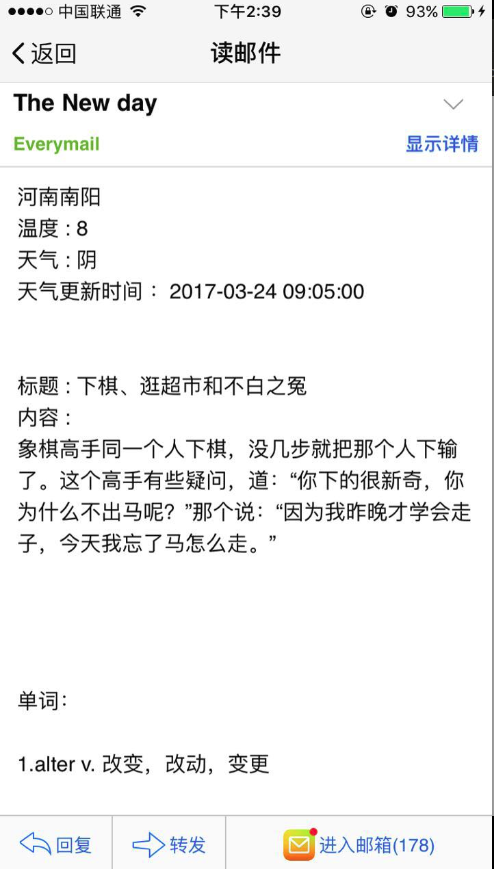 中国联通 下午2:39 93%
返回 读邮件
The New day
Everymail 显示详情
河南南阳
温度 : 8
天气 : 阴
天气更新时间 ：2017-03-24 09:05:00
标题 : 下棋、逛超市和不白之冤
内容 :
象棋高手同一个人下棋，没几步就把那个人下输
了。这个高手有些疑问，道：“你下的很新奇，你
为什么不出马呢？”那个说：“因为我昨晚才学会走
子，今天我忘了马怎么走。”
单词：
1.alter v. 改变，改动，变更
回复 转发 进入邮箱(178)